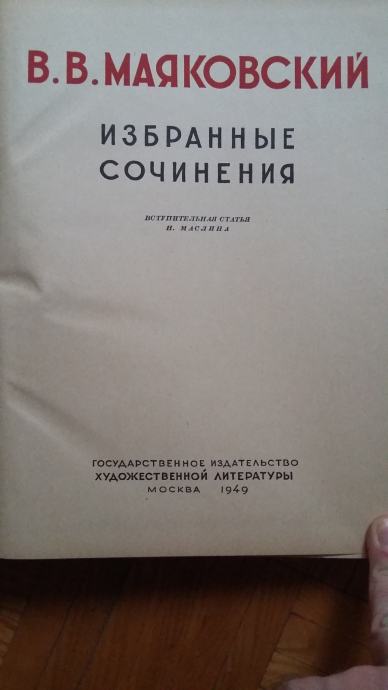 В. В. МАЯКОВСКИЙ
ИЗБРАННЫЕ
СОЧИНЕНИЯ
ВСТУПИТЕЛЬНАЯ СТАТЬЯ
Н. МАСЛИНА
ГОСУДАРСТВЕННОЕ ИЗДАТЕЛЬСТВО
ХУДОЖЕСТВЕННОЙ ЛИТЕРАТУРЫ
МОСКВА 1949